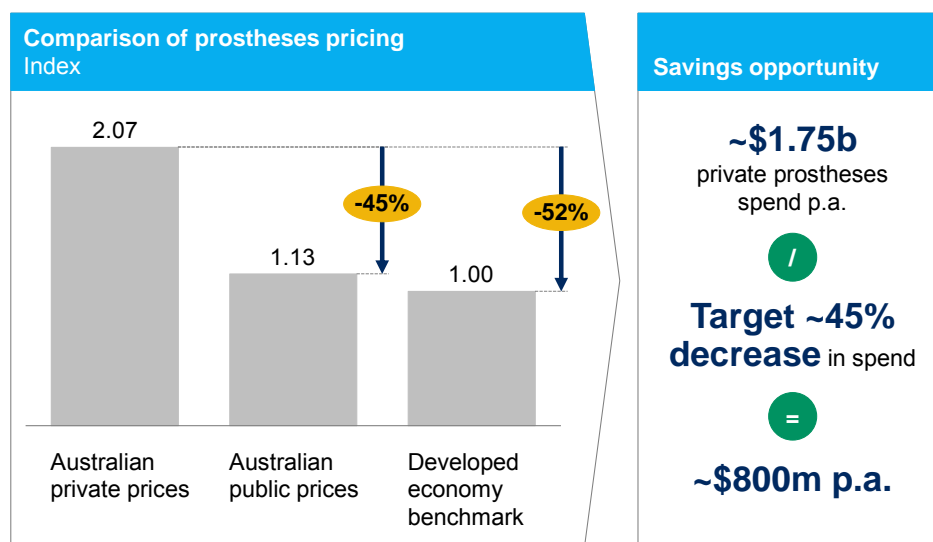 Comparison of prostheses pricing
Index
2.07
-45%
-52%
1.13
1.00
Australian
private prices
Australian
public prices
Developed
economy
benchmark
Savings opportunity
~$1.75b
private prostheses
spend p.a.
/
Target ~45%
decrease in spend
=
~$800m p.a.